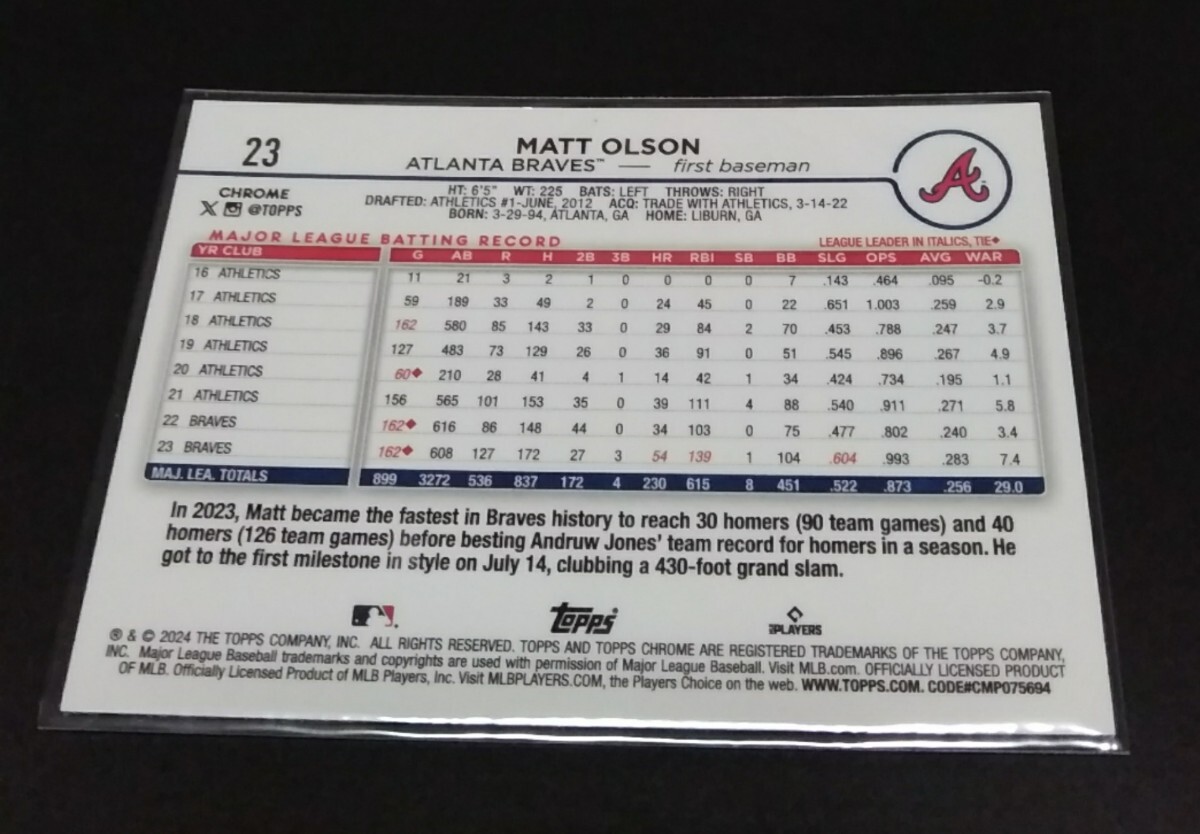 23
MATT OLSON
ATLANTA BRAVES™ — first baseman
A
CHROME
X @TOPPS
HT: 6'5" WT: 225 BATS: LEFT THROWS: RIGHT
DRAFTED: ATHLETICS #1-JUNE, 2012 ACQ: TRADE WITH ATHLETICS, 3-14-22
BORN: 3-29-94, ATLANTA, GA HOME: LIBURN, GA
MAJOR LEAGUE BATTING RECORD LEAGUE LEADER IN ITALICS, TIE◆
YR CLUB G AB R H 2B 3B HR RBI SB BB SLG OPS AVG WAR
16 ATHLETICS 11 21 3 2 1 0 0 0 0 7 .143 .464 .095 -0.2
17 ATHLETICS 59 189 33 49 2 0 24 45 0 22 .651 1.003 .259 2.9
18 ATHLETICS 162 580 85 143 33 0 29 84 2 70 .453 .788 .247 3.7
19 ATHLETICS 127 483 73 129 26 0 36 91 0 51 .545 .896 .267 4.9
20 ATHLETICS 60◆ 210 28 41 4 1 14 42 1 34 .424 .734 .195 1.1
21 ATHLETICS 156 565 101 153 35 0 39 111 4 88 .540 .911 .271 5.8
22 BRAVES 162◆ 616 86 148 44 0 34 103 0 75 .477 .802 .240 3.4
23 BRAVES 162◆ 608 127 172 27 3 54 139 1 104 .604 .993 .283 7.4
MAJ. LEA. TOTALS 899 3272 536 837 172 4 230 615 8 451 .522 .873 .256 29.0
In 2023, Matt became the fastest in Braves history to reach 30 homers (90 team games) and 40
homers (126 team games) before besting Andruw Jones' team record for homers in a season. He
got to the first milestone in style on July 14, clubbing a 430-foot grand slam.
topps
PLAYERS
® & © 2024 THE TOPPS COMPANY, INC. ALL RIGHTS RESERVED. TOPPS AND TOPPS CHROME ARE REGISTERED TRADEMARKS OF THE TOPPS COMPANY,
INC. Major League Baseball trademarks and copyrights are used with permission of Major League Baseball. Visit MLB.com. OFFICIALLY LICENSED PRODUCT
OF MLB. Officially Licensed Product of MLB Players, Inc. Visit MLBPLAYERS.COM, the Players Choice on the web. WWW.TOPPS.COM. CODE#CMP075694